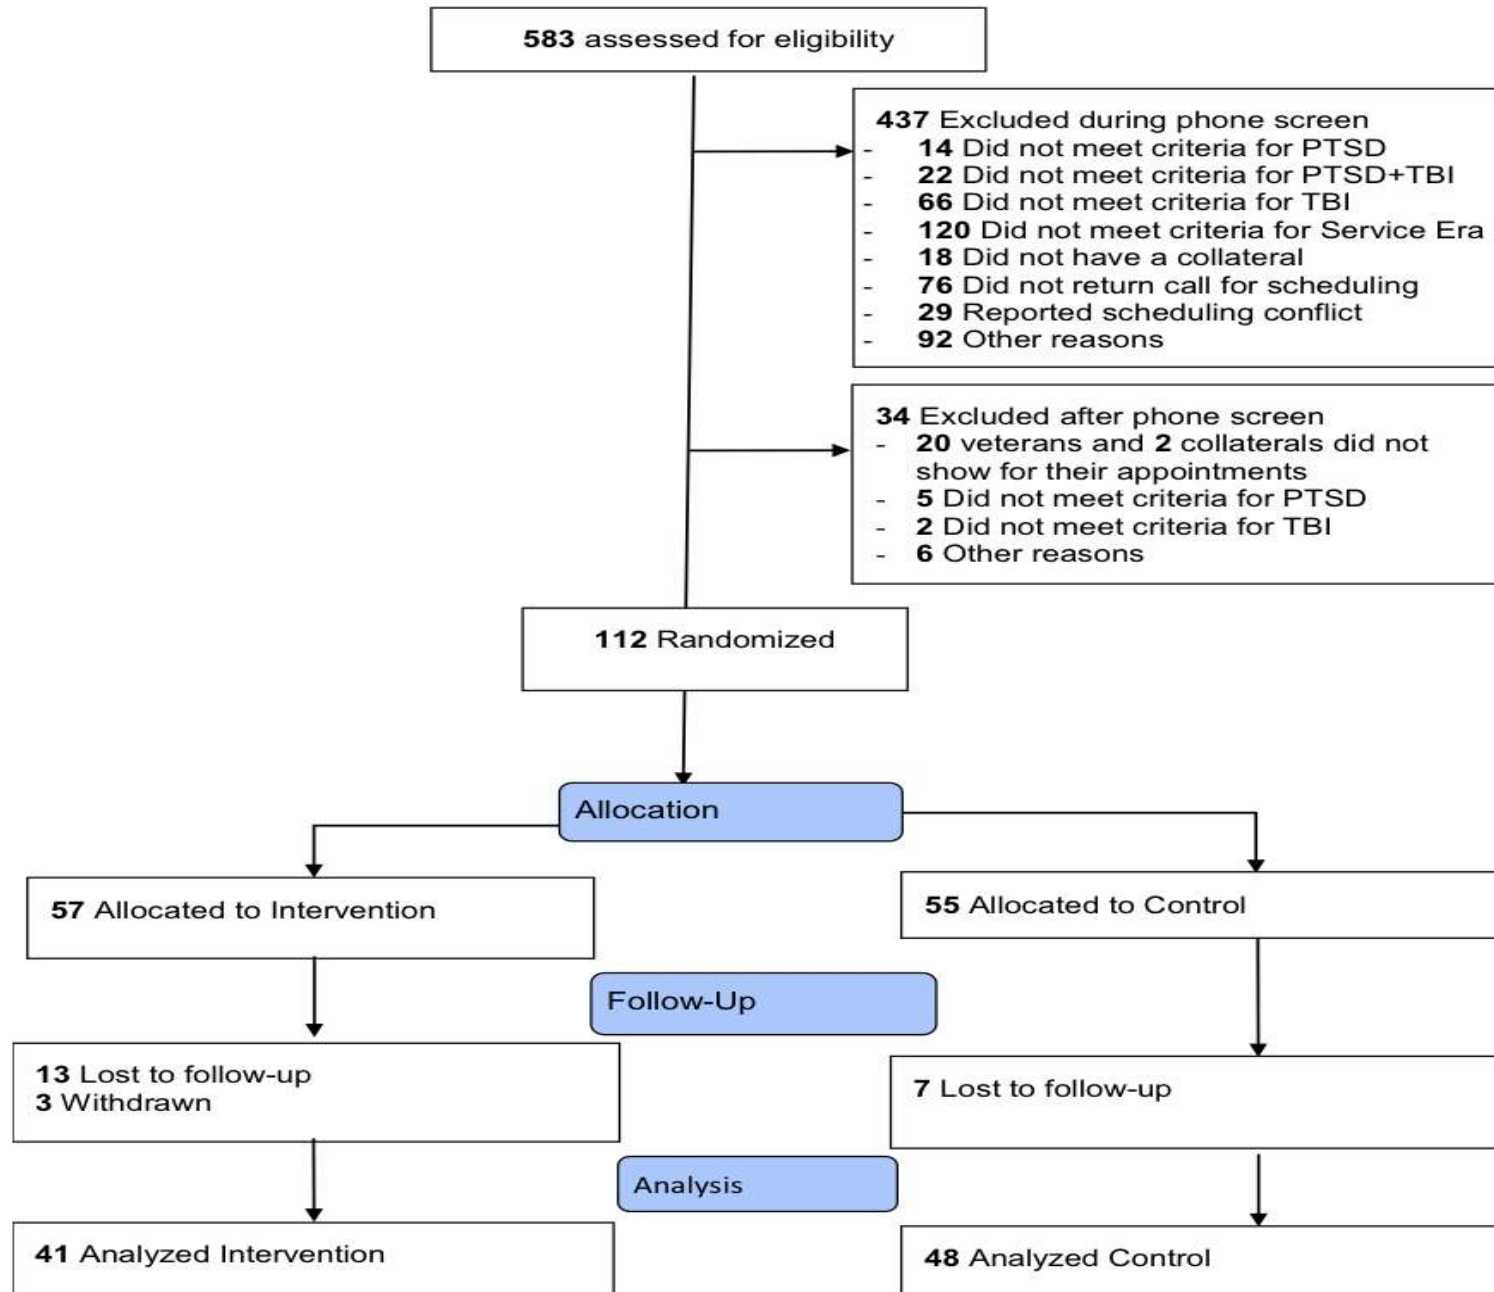 583 assessed for eligibility
437 Excluded during phone screen
- 14 Did not meet criteria for PTSD
- 22 Did not meet criteria for PTSD+TBI
- 66 Did not meet criteria for TBI
- 120 Did not meet criteria for Service Era
- 18 Did not have a collateral
- 76 Did not return call for scheduling
- 29 Reported scheduling conflict
- 92 Other reasons
34 Excluded after phone screen
- 20 veterans and 2 collaterals did not
show for their appointments
- 5 Did not meet criteria for PTSD
- 2 Did not meet criteria for TBI
- 6 Other reasons
112 Randomized
Allocation
57 Allocated to Intervention
55 Allocated to Control
Follow-Up
13 Lost to follow-up
3 Withdrawn
7 Lost to follow-up
Analysis
41 Analyzed Intervention
48 Analyzed Control